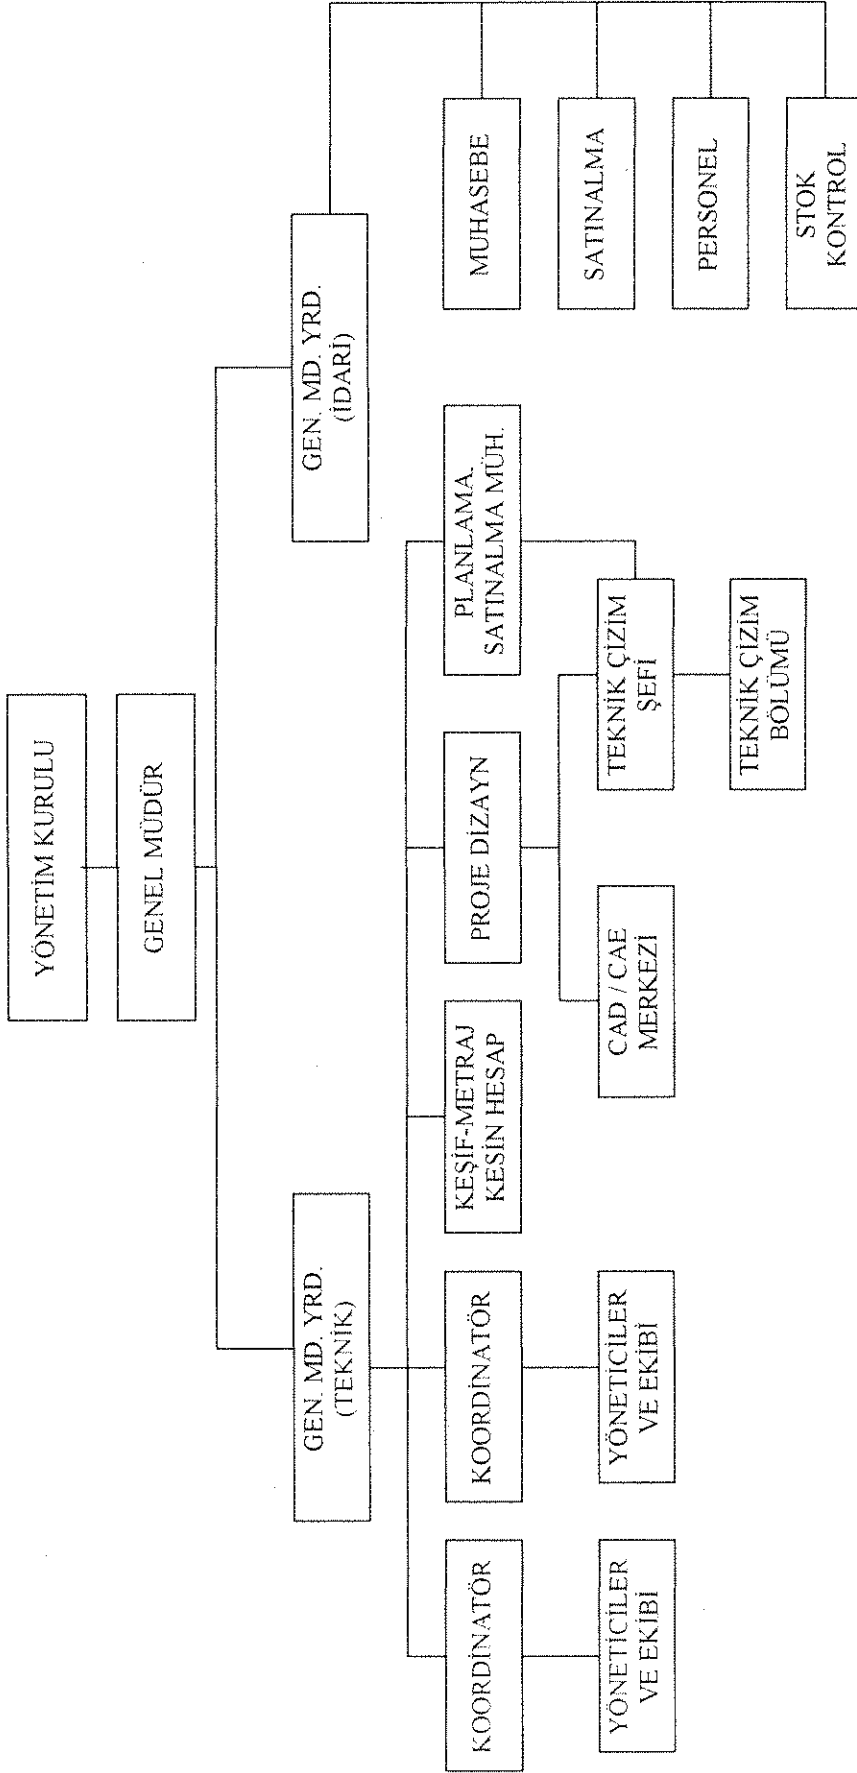 YÖNETİM KURULU
GENEL MÜDÜR
GEN. MD. YRD.
(TEKNİK)
GEN. MD. YRD.
(İDARİ)
KOORDİNATÖR
KOORDİNATÖR
KEŞİF-METRAJ
KESİN HESAP
PROJE DİZAYN
PLANLAMA.
SATINALMA MÜH.
MUHASEBE
YÖNETİCİLER
VE EKİBİ
YÖNETİCİLER
VE EKİBİ
CAD / CAE
MERKEZİ
TEKNİK ÇİZİM
ŞEFİ
SATINALMA
TEKNİK ÇİZİM
BÖLÜMÜ
PERSONEL
STOK
KONTROL